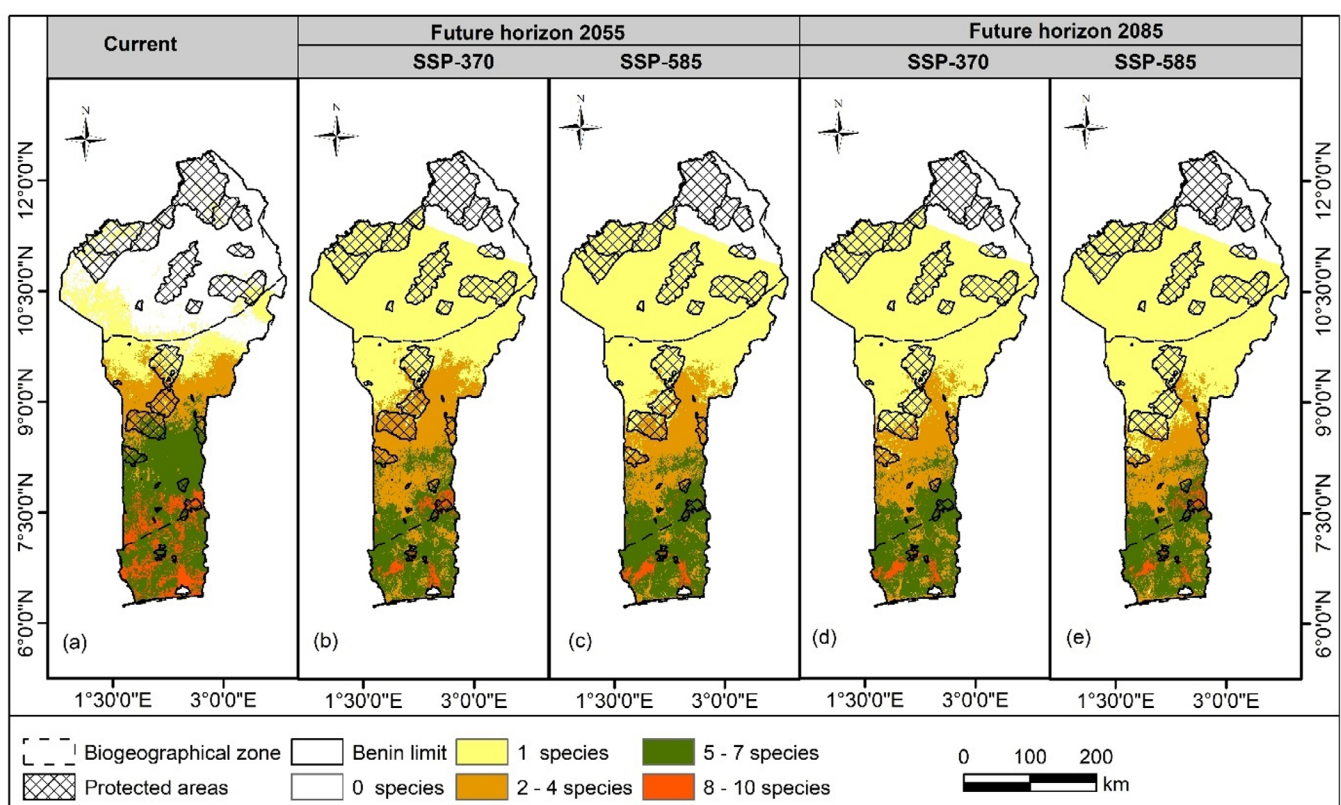 Current
Future horizon 2055
Future horizon 2085
SSP-370
SSP-585
SSP-370
SSP-585
N
N
N
N
N
12°0'0"N
10°30'0"N
9°0'0"N
7°30'0"N
6°0'0"N
12°0'0"N
10°30'0"N
9°0'0"N
7°30'0"N
6°0'0"N
(a)
(b)
(c)
(d)
(e)
1°30'0"E 3°0'0"E
1°30'0"E 3°0'0"E
1°30'0"E 3°0'0"E
1°30'0"E 3°0'0"E
1°30'0"E 3°0'0"E
Biogeographical zone
Benin limit
1 species
5 - 7 species
Protected areas
0 species
2 - 4 species
8 - 10 species
0 100 200
km